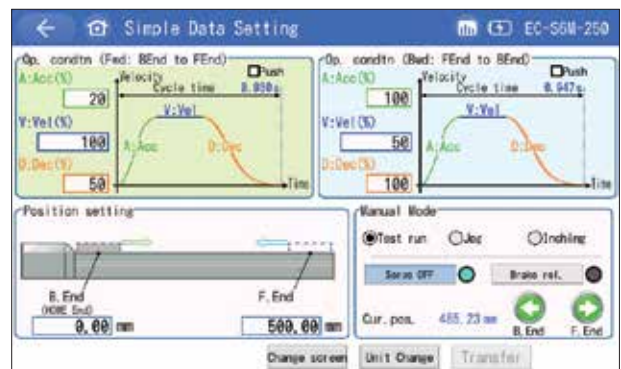 Simple Data Setting
EC-S6M-250
Op. conditn (Fwd: BEnd to FEnd)
A:Acc(%)
20
V:Vel(%)
100
D:Dec(%)
50
Velocity
Push
Cycle time
V:Vel
A:Acc
D:Dec
Time
Op. conditn (Bwd: FEnd to BEnd)
A:Acc(%)
100
V:Vel(%)
50
D:Dec(%)
100
Velocity
Push
Cycle time
V:Vel
A:Acc
D:Dec
Time
Position setting
B. End
(HOME End)
0.00 mm
F. End
500.00 mm
Manual Mode
Test run
Jog
Inching
Servo OFF
Brake rel.
Cur. pos. 485.23 mm
B. End
F. End
Change screen
Unit Change
Transfer